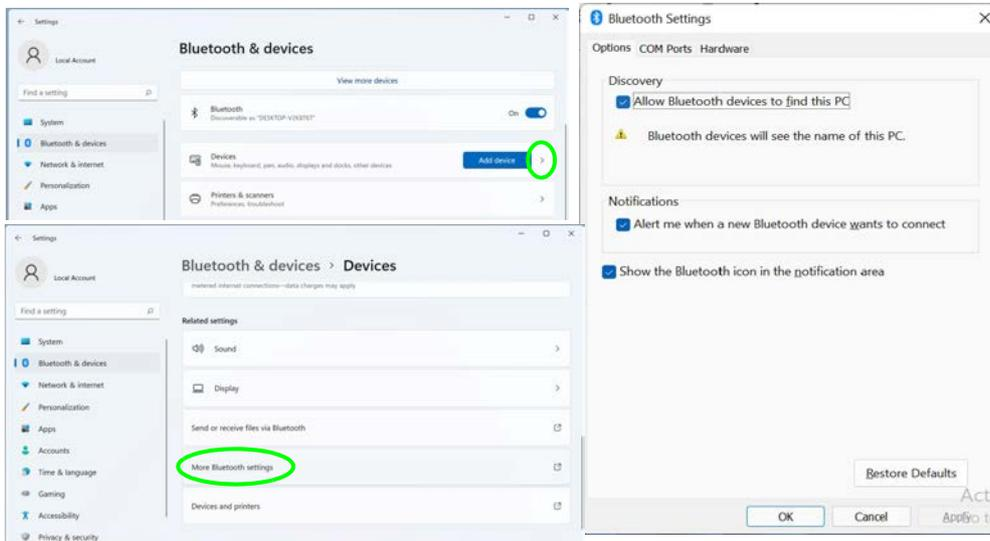 ← Settings
Local Account
Find a setting
System
Bluetooth & devices
Network & internet
Personalization
Apps
Bluetooth & devices
View more devices
Bluetooth
Discoverable as "DESKTOP-V2K8T6T"
On
Devices
Mouse, keyboard, pen, audio, displays and docks, other devices
Add device
Printers & scanners
Preferences, troubleshoot
← Settings
Local Account
Find a setting
System
Bluetooth & devices
Network & internet
Personalization
Apps
Accounts
Time & language
Gaming
Accessibility
Privacy & security
Bluetooth & devices > Devices
metered internet connections—data charges may apply
Related settings
Sound
Display
Send or receive files via Bluetooth
More Bluetooth settings
Devices and printers
Bluetooth Settings
Options COM Ports Hardware
Discovery
Allow Bluetooth devices to find this PC
Bluetooth devices will see the name of this PC.
Notifications
Alert me when a new Bluetooth device wants to connect
Show the Bluetooth icon in the notification area
Restore Defaults
OK Cancel Apply